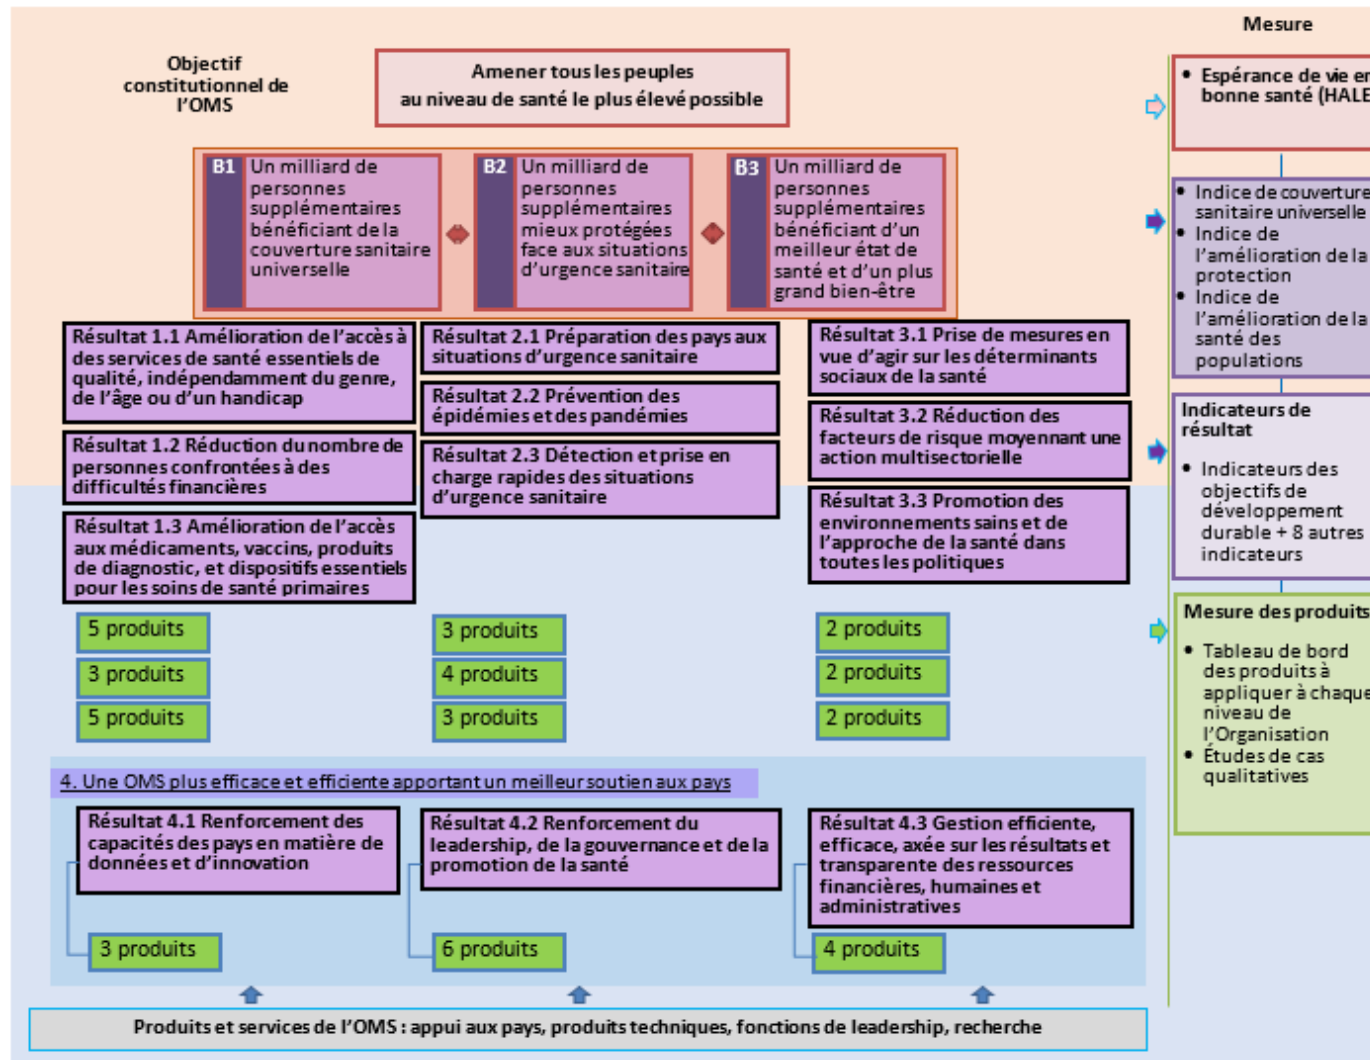 Mesure
Objectif
constitutionnel de
l'OMS
Amener tous les peuples
au niveau de santé le plus élevé possible
• Espérance de vie en
bonne santé (HALE
B1 Un milliard de
personnes
supplémentaires
bénéficiant de la
couverture sanitaire
universelle
B2 Un milliard de
personnes
supplémentaires
mieux protégées
face aux situations
d'urgence sanitaire
B3 Un milliard de
personnes
supplémentaires
bénéficiant d'un
meilleur état de
santé et d'un plus
grand bien-être
• Indice de couverture
sanitaire universelle
• Indice de
l'amélioration de la
protection
• Indice de
l'amélioration de la
santé des
populations
Résultat 1.1 Amélioration de l'accès à
des services de santé essentiels de
qualité, indépendamment du genre,
de l'âge ou d'un handicap
Résultat 1.2 Réduction du nombre de
personnes confrontées à des
difficultés financières
Résultat 1.3 Amélioration de l'accès
aux médicaments, vaccins, produits
de diagnostic, et dispositifs essentiels
pour les soins de santé primaires
Résultat 2.1 Préparation des pays aux
situations d'urgence sanitaire
Résultat 2.2 Prévention des
épidémies et des pandémies
Résultat 2.3 Détection et prise en
charge rapides des situations
d'urgence sanitaire
Résultat 3.1 Prise de mesures en
vue d'agir sur les déterminants
sociaux de la santé
Résultat 3.2 Réduction des
facteurs de risque moyennant une
action multisectorielle
Résultat 3.3 Promotion des
environnements sains et de
l'approche de la santé dans
toutes les politiques
Indicateurs de
résultat
• Indicateurs des
objectifs de
développement
durable + 8 autres
indicateurs
5 produits
3 produits
5 produits
3 produits
4 produits
3 produits
2 produits
2 produits
2 produits
Mesure des produits
• Tableau de bord
des produits à
appliquer à chaque
niveau de
l'Organisation
• Études de cas
qualitatives
4. Une OMS plus efficace et efficiente apportant un meilleur soutien aux pays
Résultat 4.1 Renforcement des
capacités des pays en matière de
données et d'innovation
3 produits
Résultat 4.2 Renforcement du
leadership, de la gouvernance et de la
promotion de la santé
6 produits
Résultat 4.3 Gestion efficiente,
efficace, axée sur les résultats et
transparente des ressources
financières, humaines et
administratives
4 produits
Produits et services de l'OMS : appui aux pays, produits techniques, fonctions de leadership, recherche